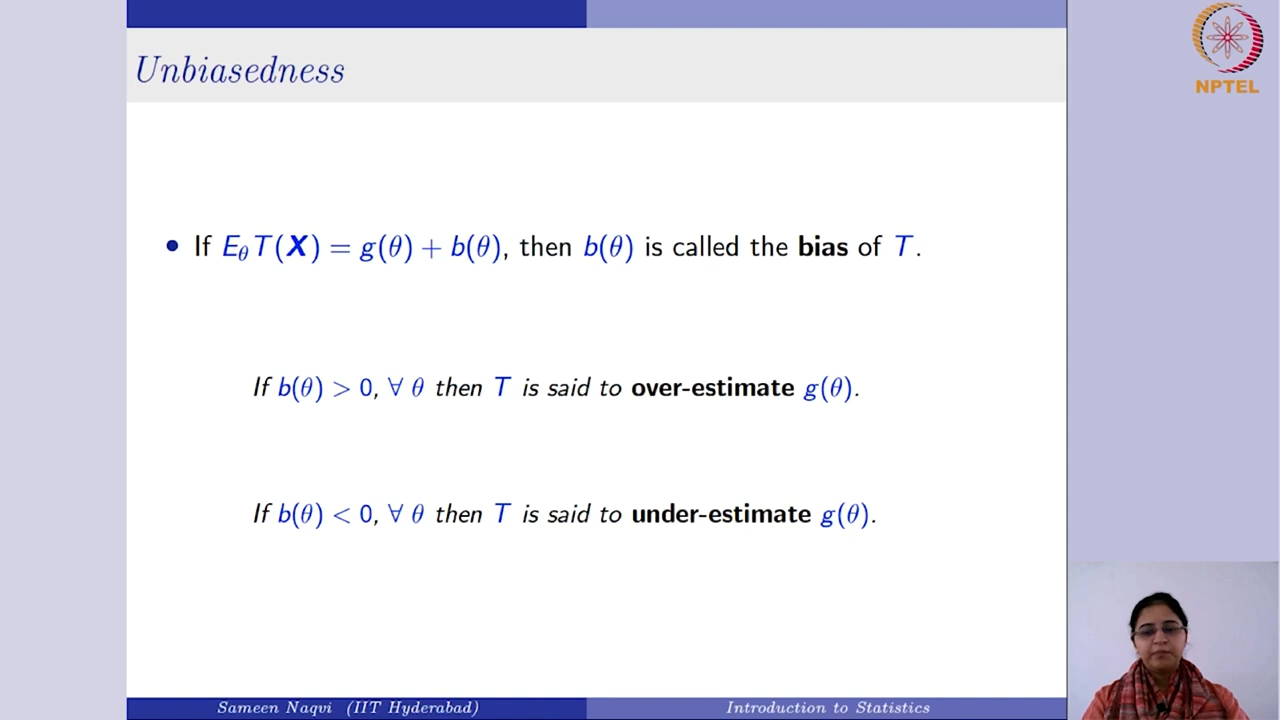 Unbiasedness
NPTEL
• If E_θ T(X) = g(θ) + b(θ), then b(θ) is called the bias of T.
If b(θ) > 0, ∀ θ then T is said to over-estimate g(θ).
If b(θ) < 0, ∀ θ then T is said to under-estimate g(θ).
Sameen Naqvi (IIT Hyderabad)
Introduction to Statistics